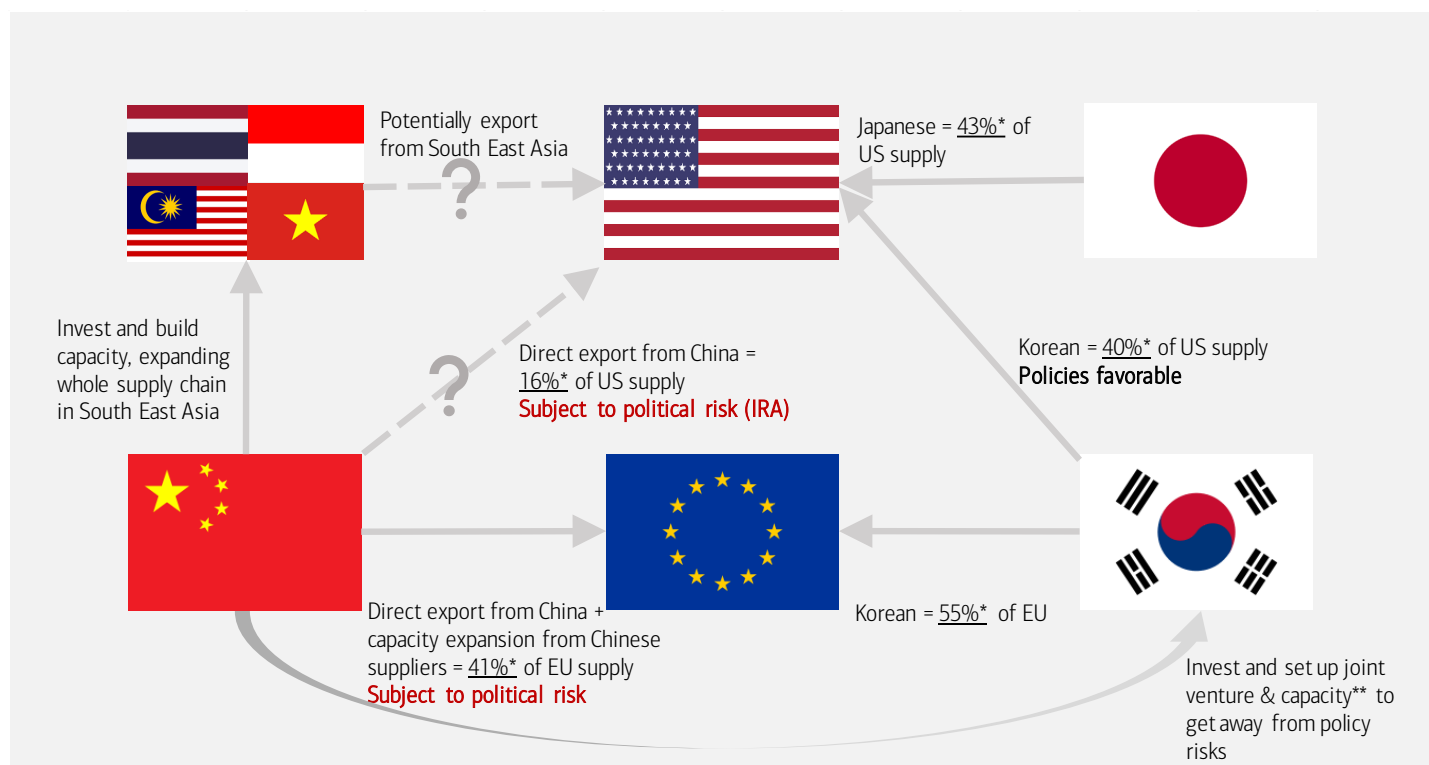 Potentially export
from South East Asia
?
Japanese = 43%* of
US supply
Invest and build
capacity, expanding
whole supply chain
in South East Asia
?
Direct export from China =
16%* of US supply
Subject to political risk (IRA)
Korean = 40%* of US supply
Policies favorable
Direct export from China +
capacity expansion from Chinese
suppliers = 41%* of EU supply
Subject to political risk
Korean = 55%* of EU
Invest and set up joint
venture & capacity** to
get away from policy
risks